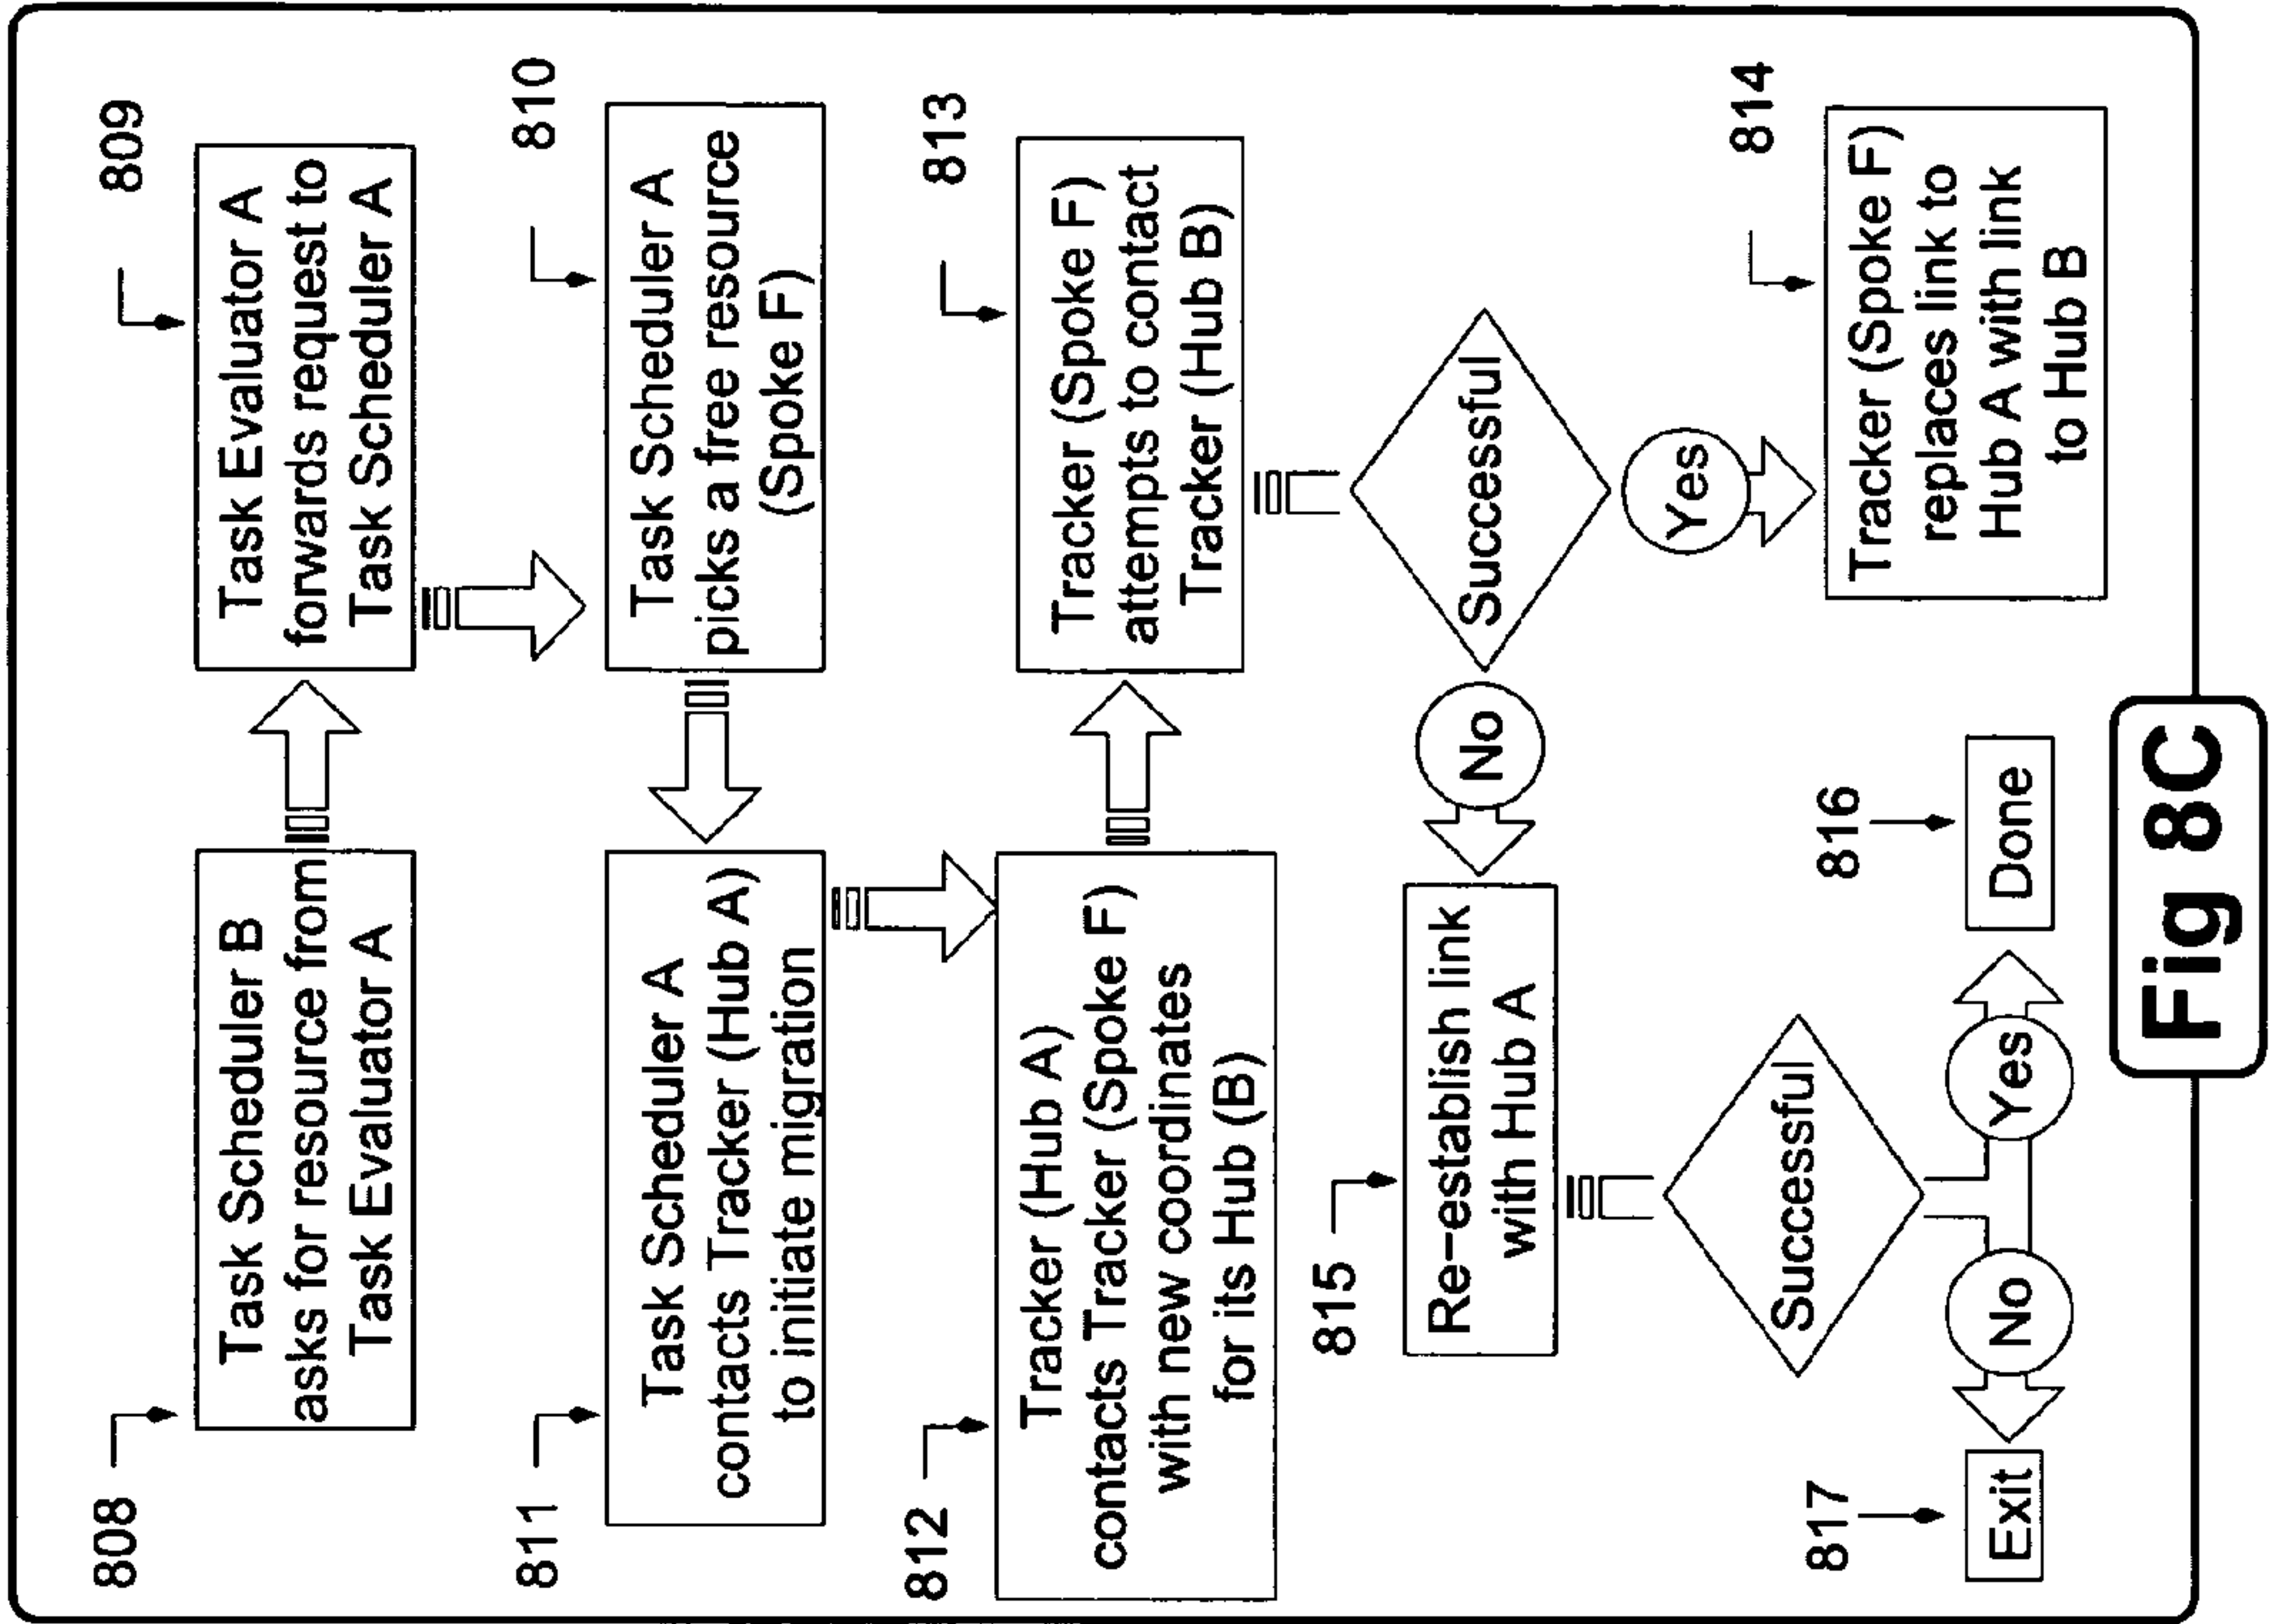 808
Task Scheduler B
asks for resource from
Task Evaluator A
809
Task Evaluator A
forwards request to
Task Scheduler A
810
Task Scheduler A
picks a free resource
(Spoke F)
811
Task Scheduler A
contacts Tracker (Hub A)
to initiate migration
812
Tracker (Hub A)
contacts Tracker (Spoke F)
with new coordinates
for its Hub (B)
813
Tracker (Spoke F)
attempts to contact
Tracker (Hub B)
Successful
Yes
814
Tracker (Spoke F)
replaces link to
Hub A with link
to Hub B
No
815
Re-establish link
with Hub A
Successful
Yes
816
Done
No
817
Exit
Fig 8C